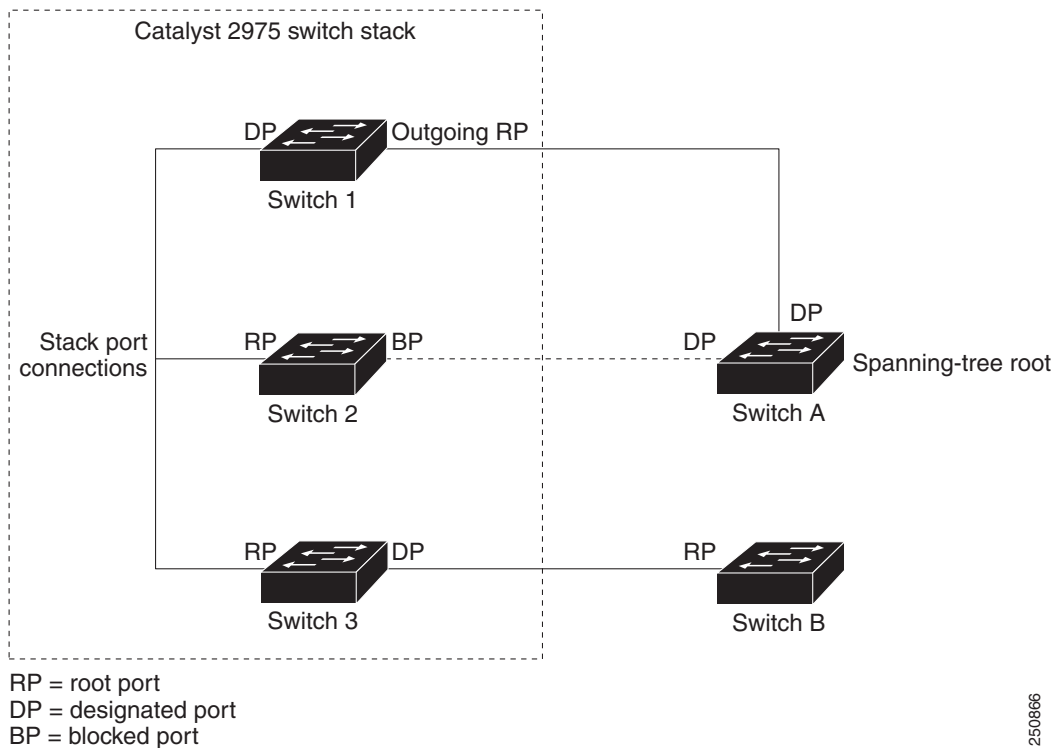 Catalyst 2975 switch stack
DP
Outgoing RP
Switch 1
DP
Stack port
connections
RP
BP
DP
Spanning-tree root
Switch 2
Switch A
RP
DP
RP
Switch 3
Switch B
RP = root port
DP = designated port
BP = blocked port
250866